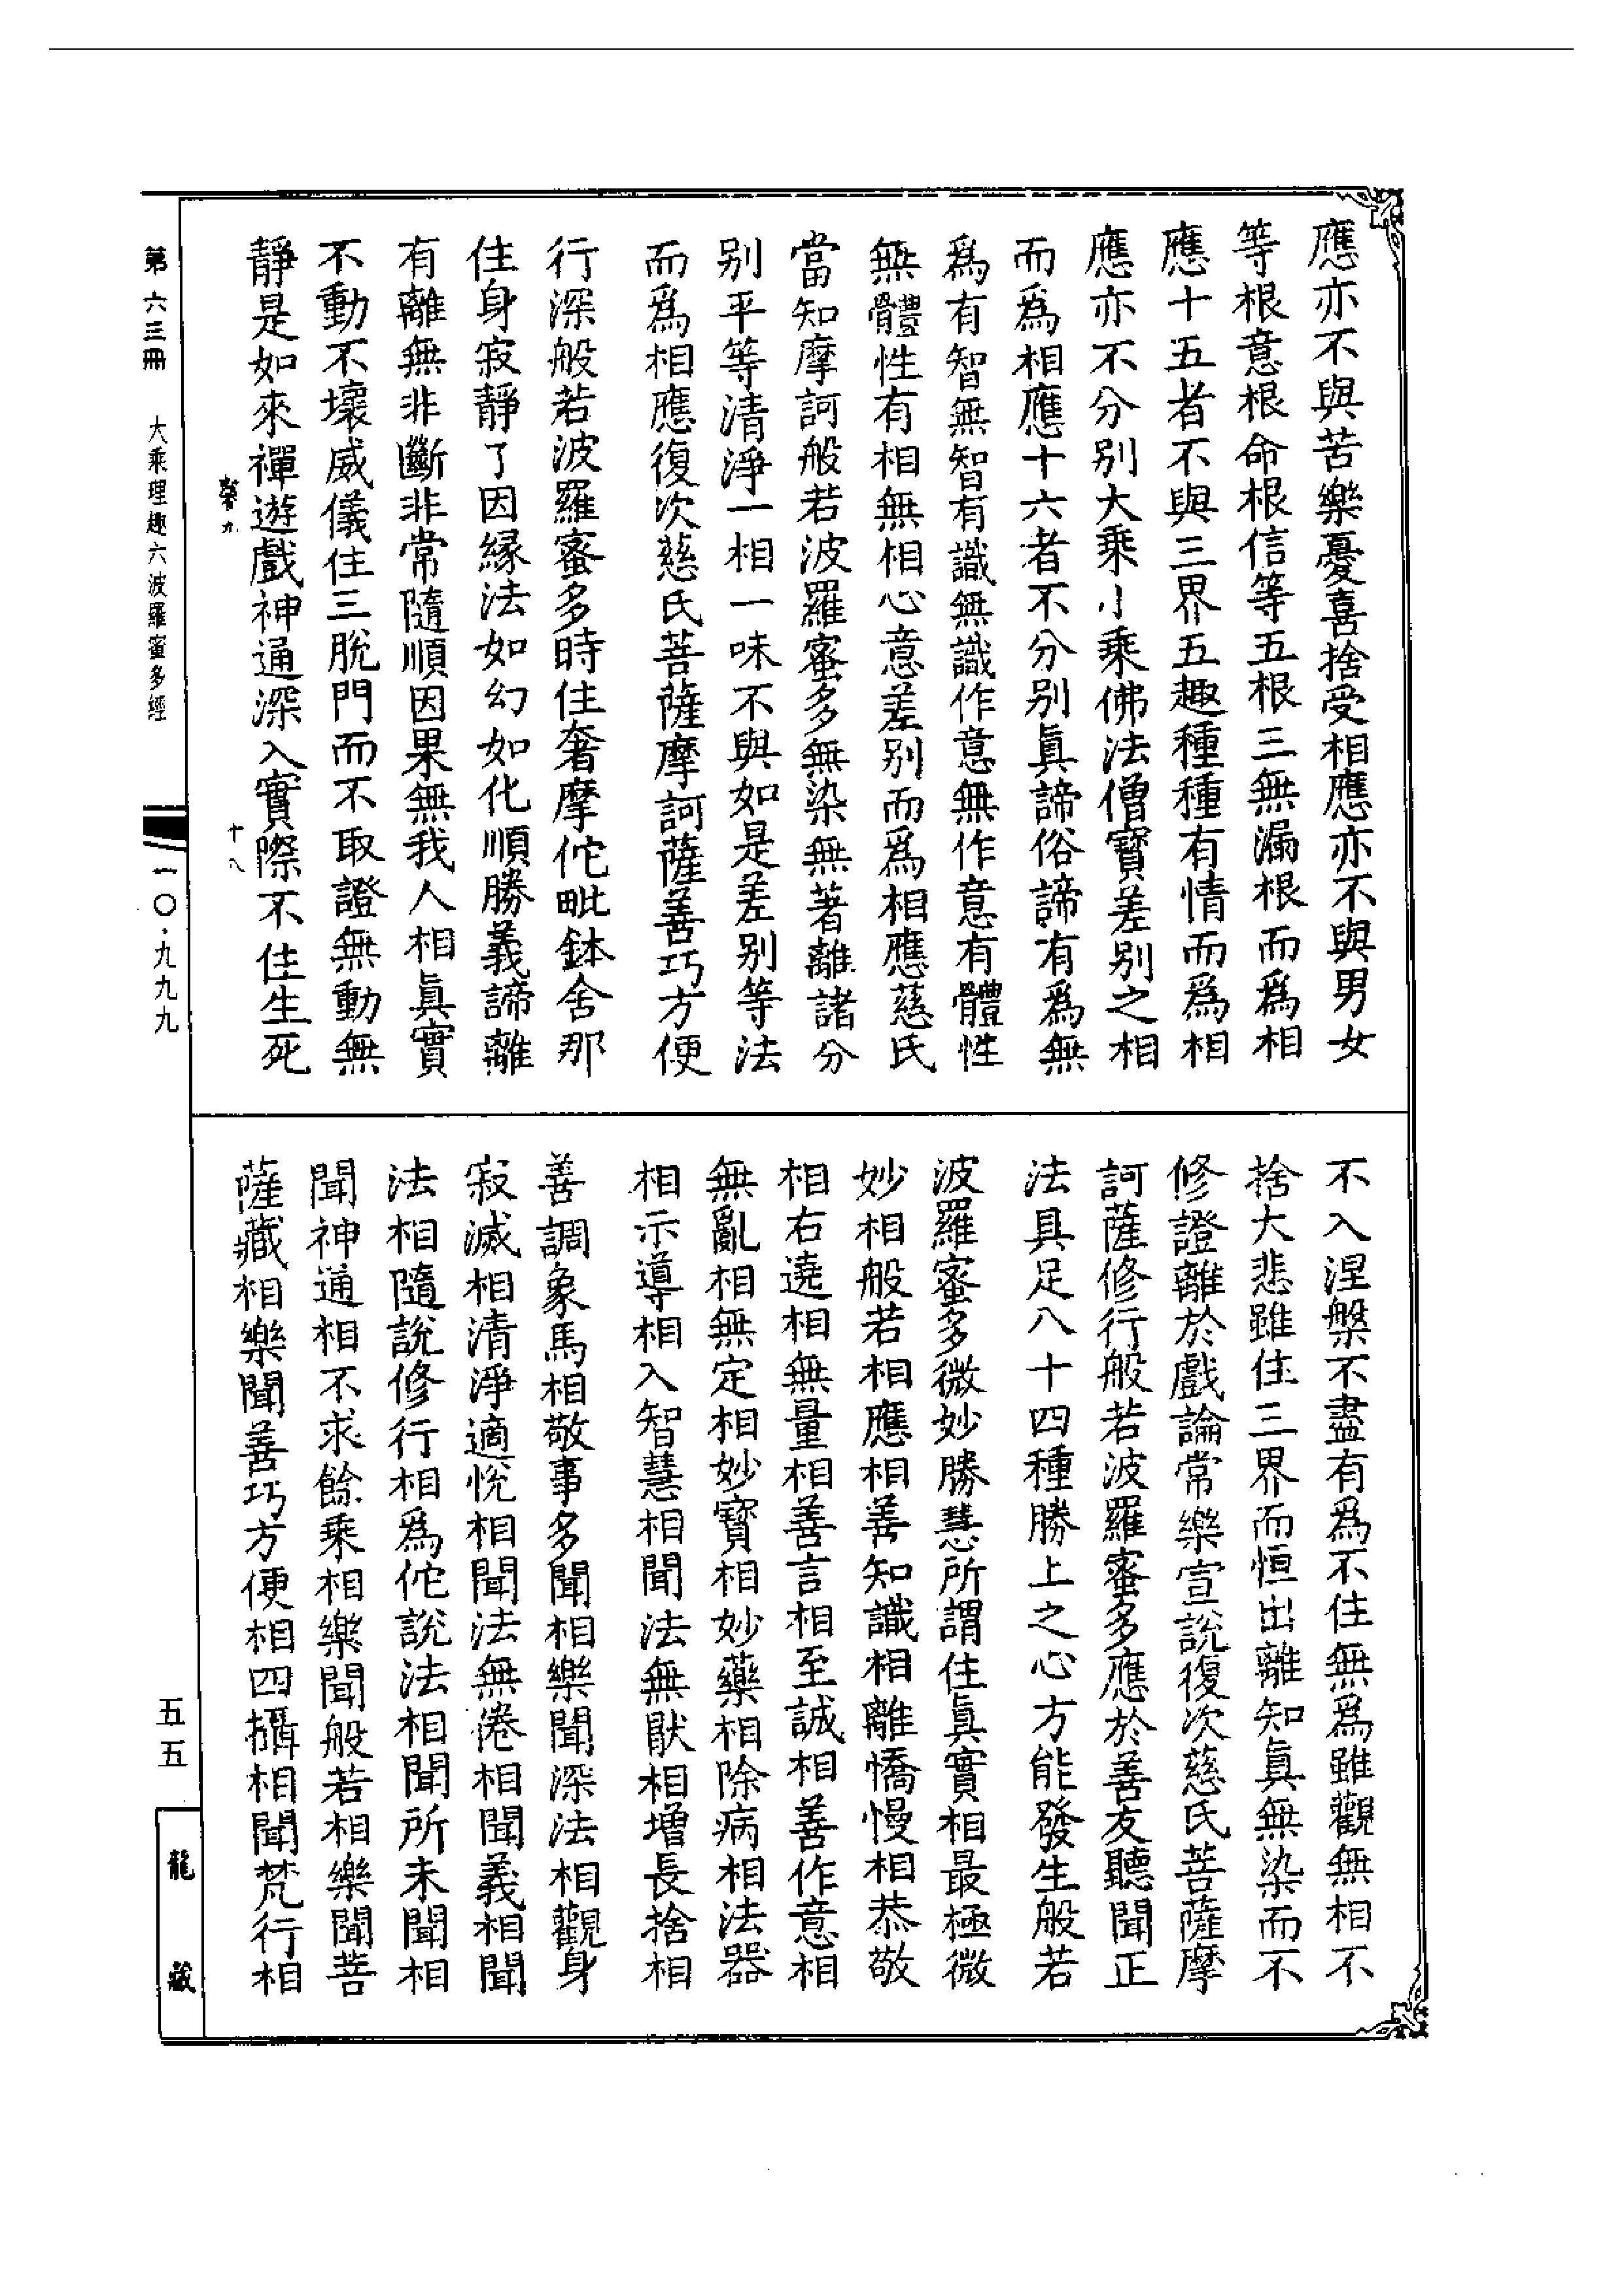 應亦不與苦樂憂喜捨受相應亦不與男女
等根意根命根信等五根三無漏根而爲相
應十五者不與三界五趣種種有情而爲相
應亦不分別大乘小乘佛法僧寶差別之相
而爲相應十六者不分別眞諦俗諦有爲無
爲有智無智有識無識作意無作意有體性
無體性有相無相心意差別而爲相應慈氏
當知摩訶般若波羅蜜多無染無著離諸分
別平等清淨一相一味不與如是差別等法
而爲相應復次慈氏菩薩摩訶薩善巧方便
行深般若波羅蜜多時住奢摩佗毗鉢舍那
住身寂靜了因緣法如幻如化順勝義諦離
有離無非斷非常隨順因果無我人相眞實
不動不壞威儀住三脫門而不取證無動無
靜是如來禪遊戲神通深入實際不住生死
不入涅槃不盡有爲不住無爲雖觀無相不
捨大悲雖住三界而恒出離知眞無染而不
修證離於戲論常樂宣說復次慈氏菩薩摩
訶薩修行般若波羅蜜多應於善友聽聞正
法具足八十四種勝上之心方能發生般若
波羅蜜多微妙勝慧所謂住眞實相最極微
妙相般若相應相善知識相離憍慢相恭敬
相右遶相無量相善言相至誠相善作意相
無亂相無定相妙寶相妙藥相除病相法器
相示導相入智慧相聞法無猒相增長捨相
善調象馬相敬事多聞相樂聞深法相觀身
寂滅相清淨適悅相聞法無倦相聞義相聞
法相隨說修行相爲佗說法相聞所未聞相
聞神通相不求餘乘相樂聞般若相樂聞菩
薩藏相樂聞善巧方便相四攝相聞梵行相
第六三冊 大乘理趣六波羅蜜多經
十八
一〇·九九九
五五
龍藏